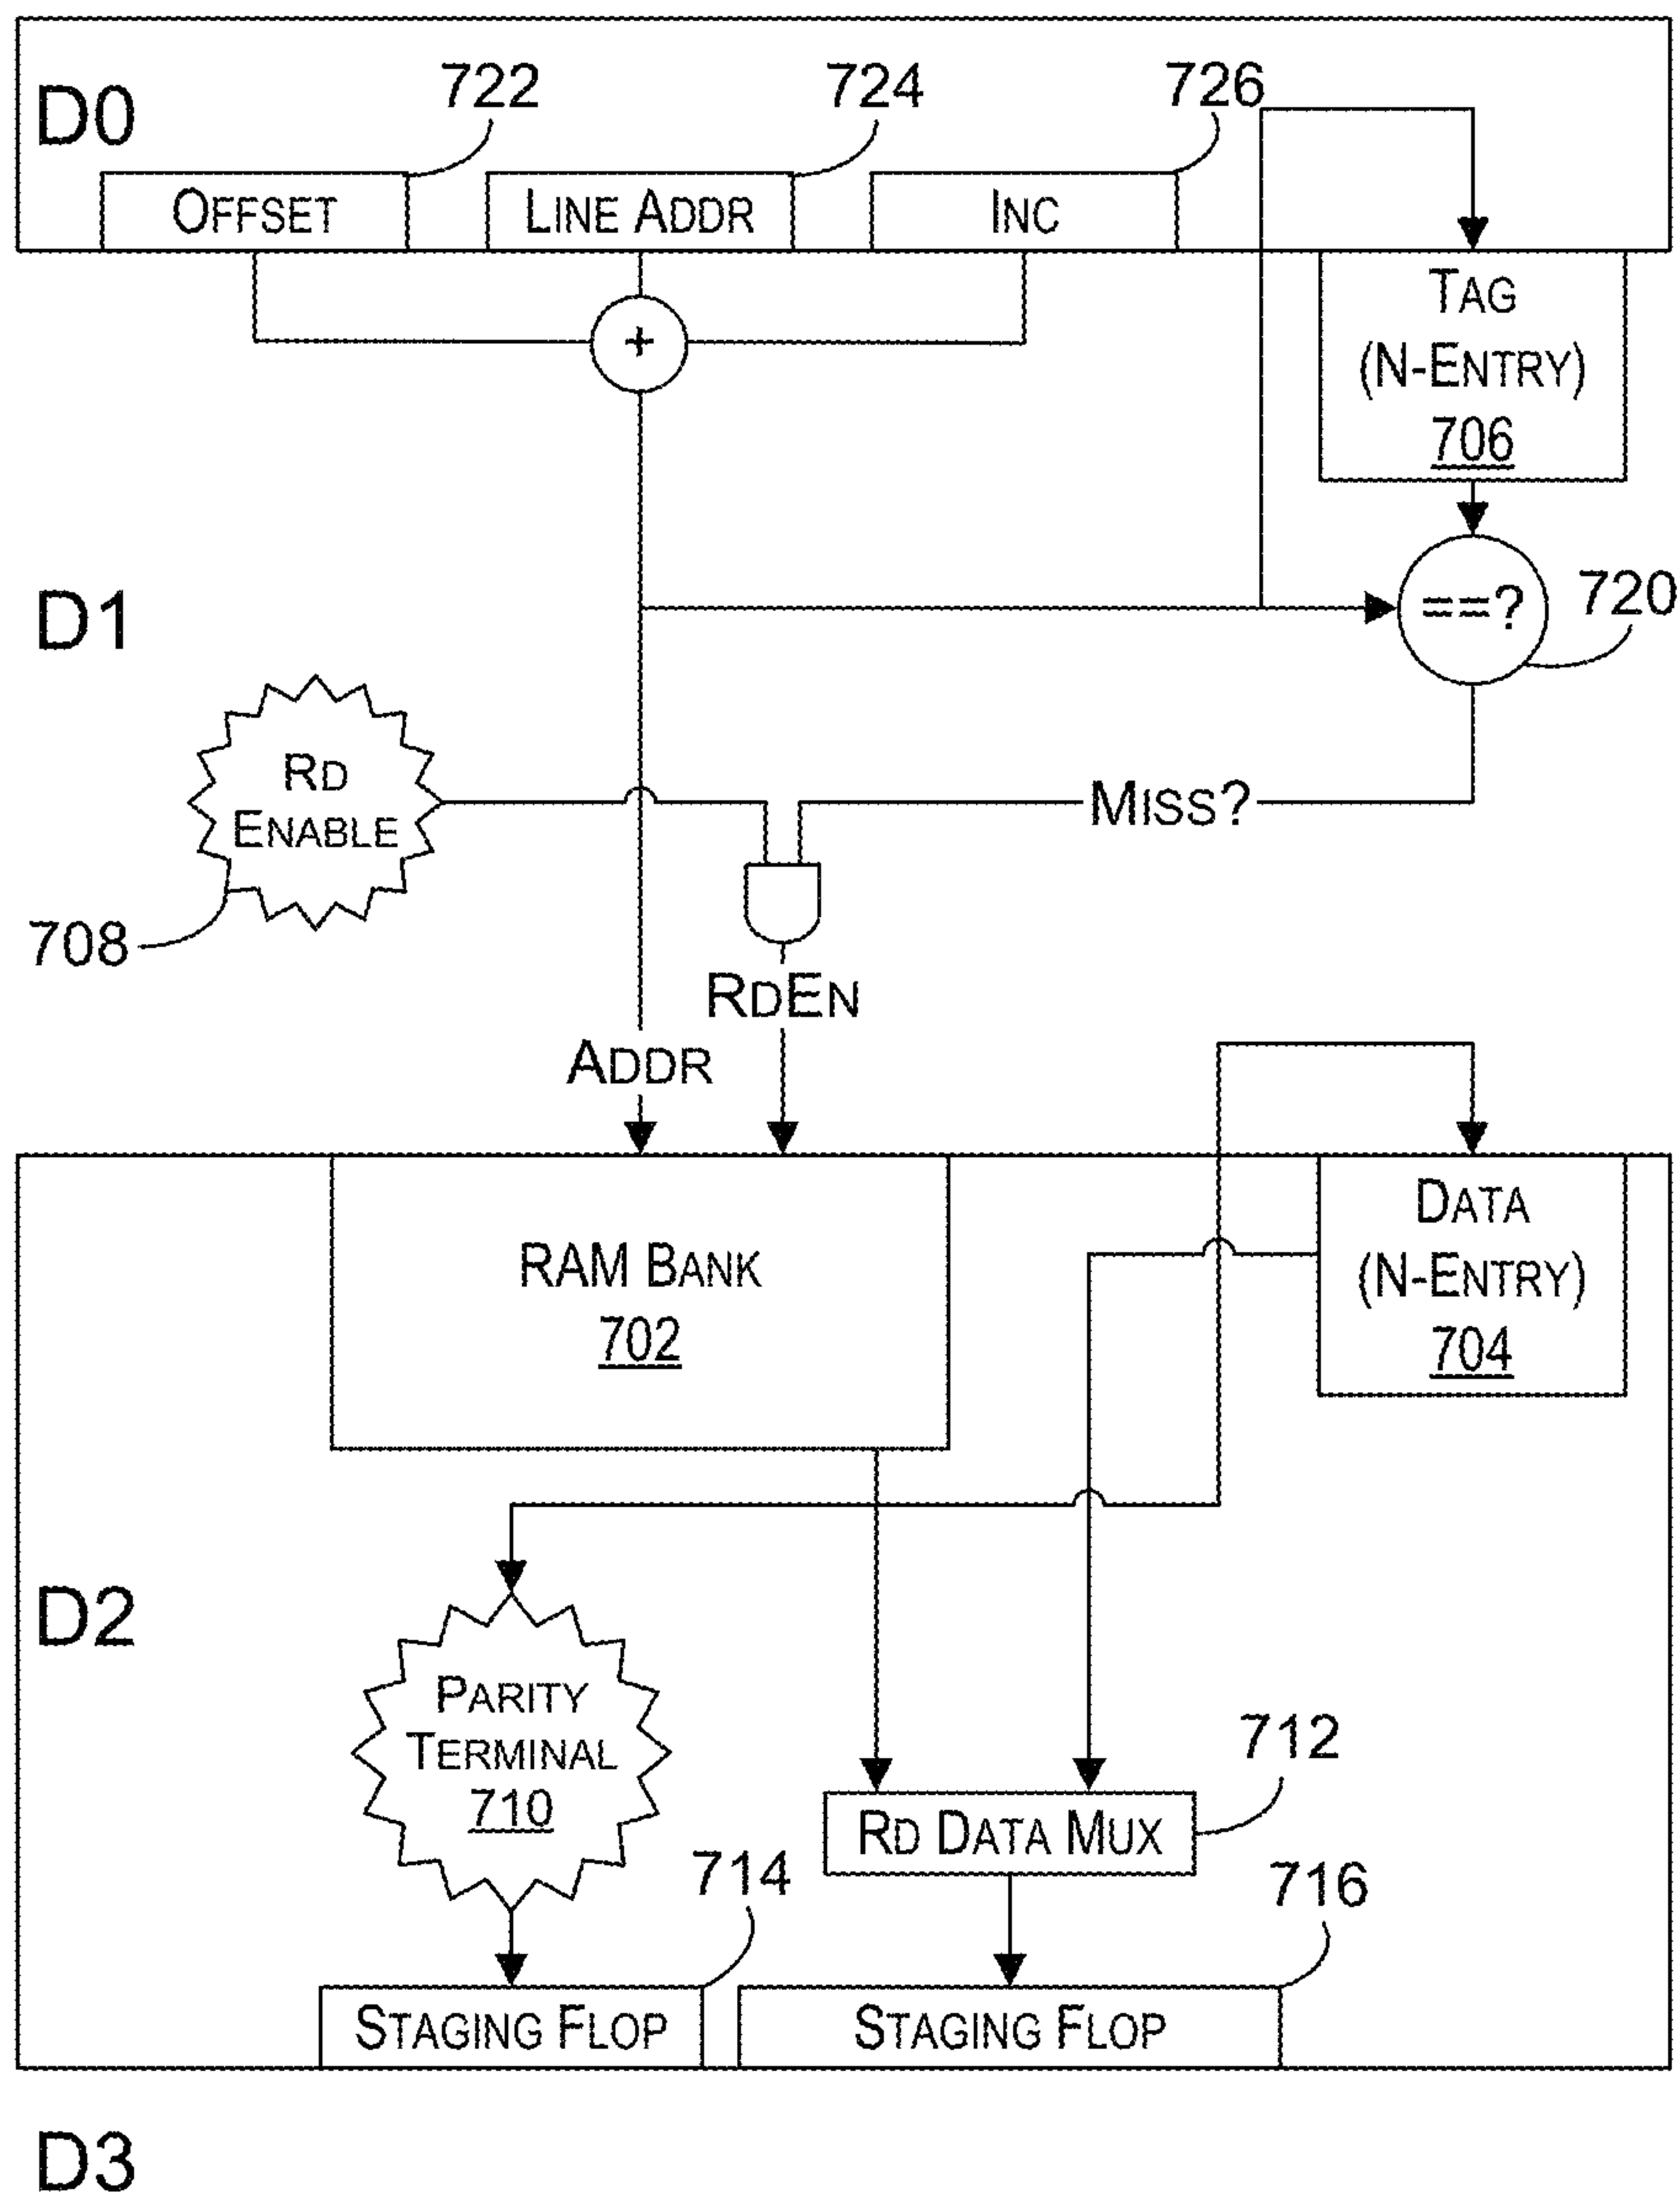 722
724
726
D0
OFFSET
LINE ADDR
INC
TAG
(N-ENTRY)
706
+
D1
==?
720
RD
ENABLE
MISS?
708
RDEN
ADDR
RAM BANK
702
DATA
(N-ENTRY)
704
D2
PARITY
TERMINAL
710
712
RD DATA MUX
714
716
STAGING FLOP
STAGING FLOP
D3